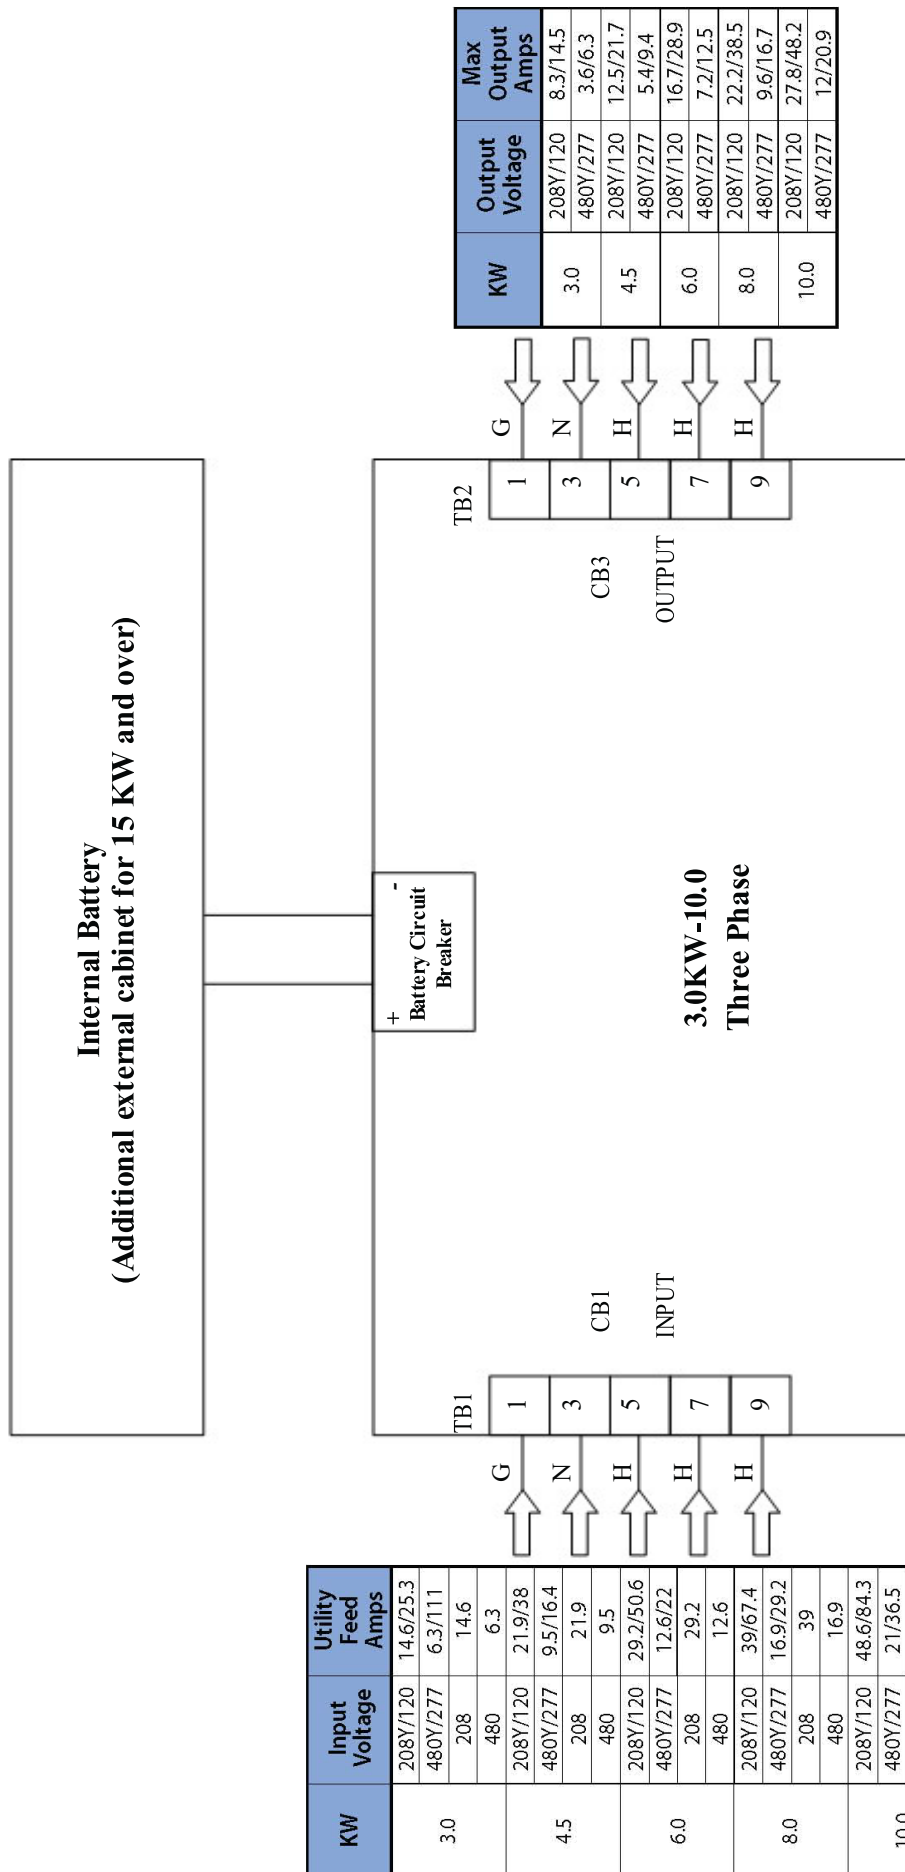 Internal Battery
(Additional external cabinet for 15 KW and over)
+ -
Battery Circuit
Breaker
3.0KW-10.0
Three Phase
KW Input Voltage Utility Feed Amps
3.0 208Y/120 14.6/25.3
480Y/277 6.3/111
208 14.6
480 6.3
4.5 208Y/120 21.9/38
480Y/277 9.5/16.4
208 21.9
480 9.5
6.0 208Y/120 29.2/50.6
480Y/277 12.6/22
208 29.2
480 12.6
8.0 208Y/120 39/67.4
480Y/277 16.9/29.2
208 39
480 16.9
10.0 208Y/120 48.6/84.3
480Y/277 21/36.5
TB1
G 1
N 3
H 5
H 7
H 9
CB1
INPUT
TB2
1 G
3 N
5 H
7 H
9 H
CB3
OUTPUT
KW Output Voltage Max Output Amps
3.0 208Y/120 8.3/14.5
480Y/277 3.6/6.3
4.5 208Y/120 12.5/21.7
480Y/277 5.4/9.4
6.0 208Y/120 16.7/28.9
480Y/277 7.2/12.5
8.0 208Y/120 22.2/38.5
480Y/277 9.6/16.7
10.0 208Y/120 27.8/48.2
480Y/277 12/20.9